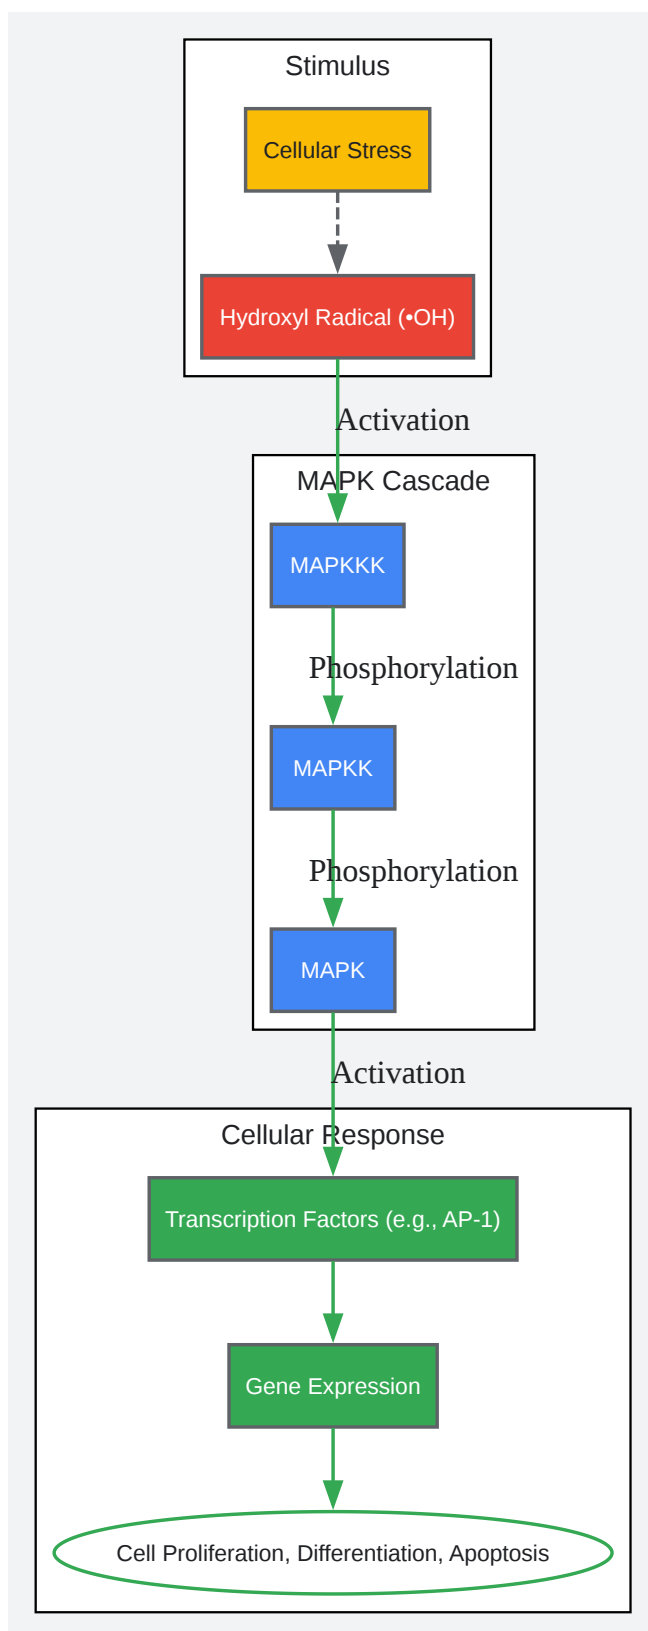 Stimulus
Cellular Stress
Hydroxyl Radical (•OH)
Activation
MAPK Cascade
MAPKKK
Phosphorylation
MAPKK
Phosphorylation
MAPK
Activation
Cellular Response
Transcription Factors (e.g., AP-1)
Gene Expression
Cell Proliferation, Differentiation, Apoptosis